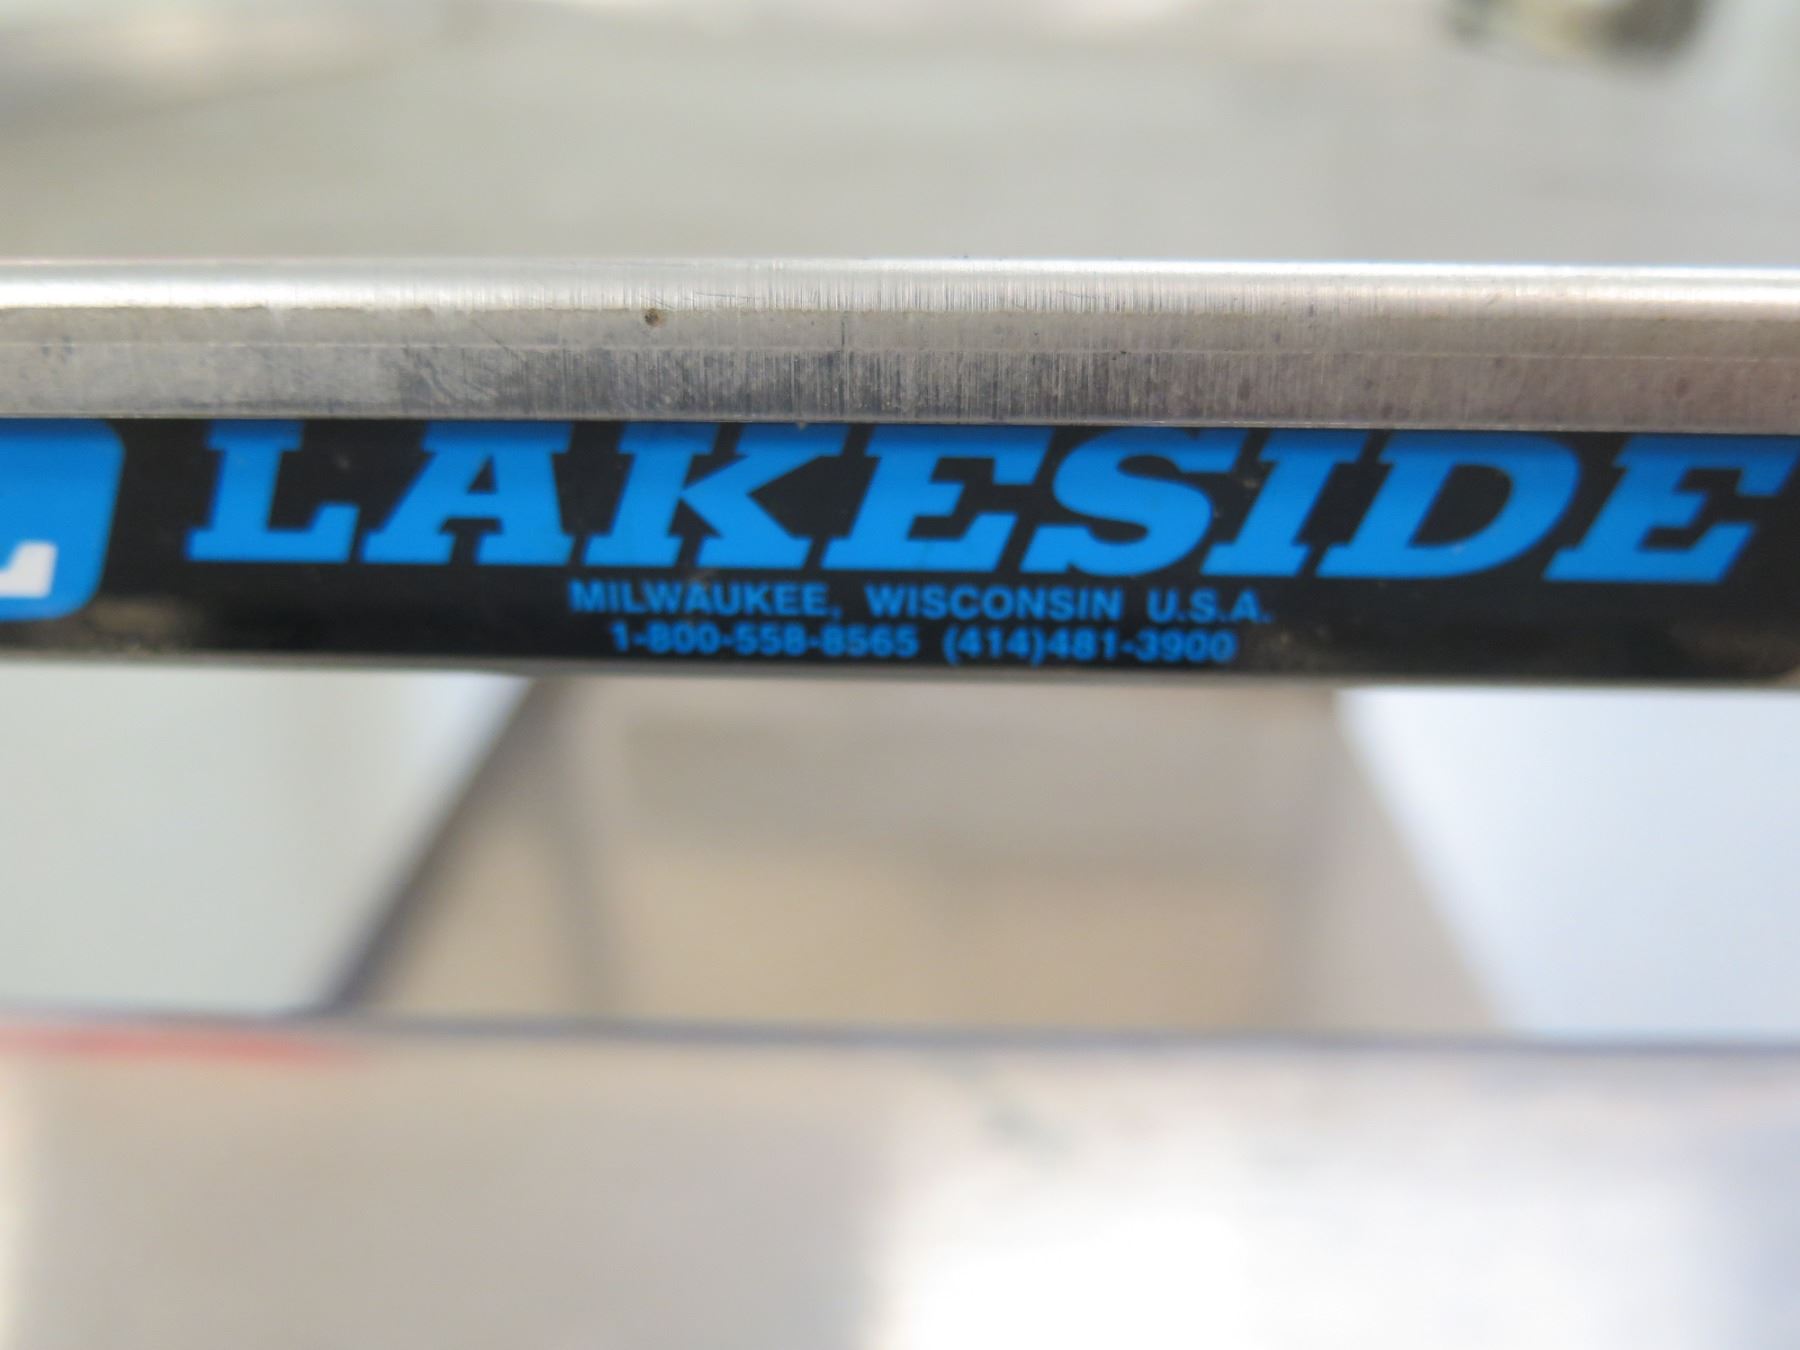 L LAKESIDE
MILWAUKEE, WISCONSIN U.S.A.
1-800-558-8565 (414)481-3900